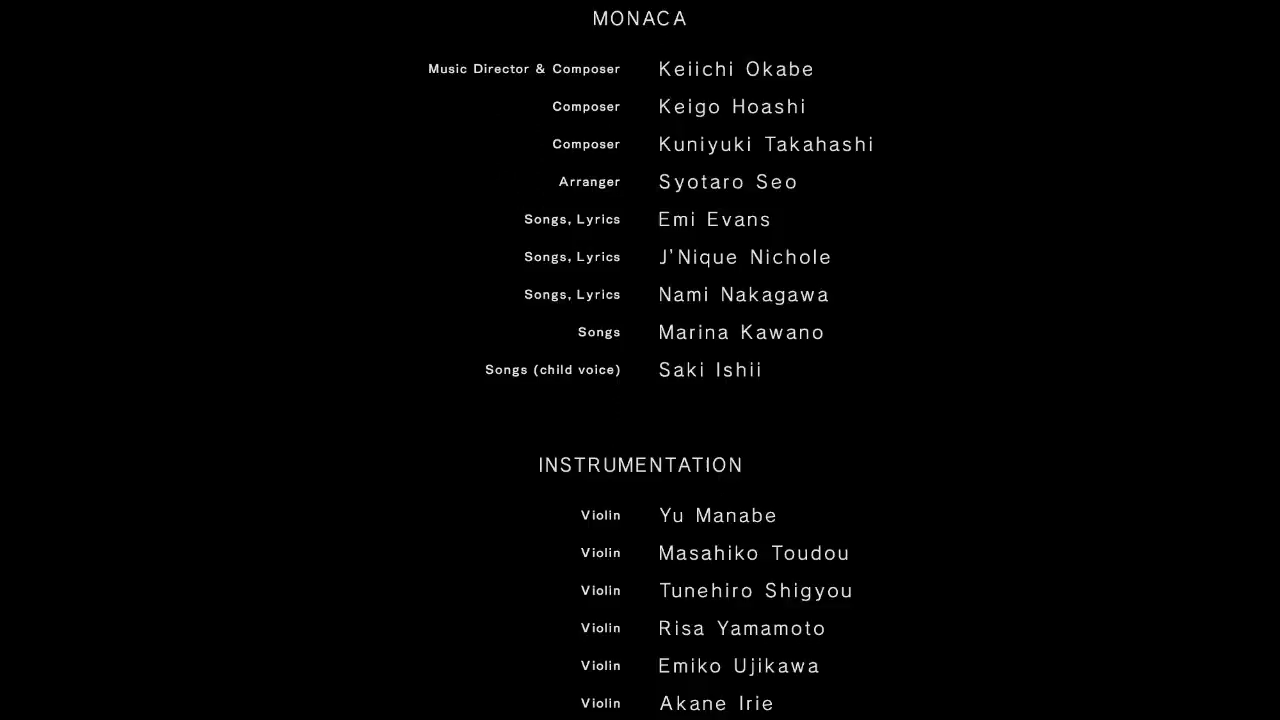 MONACA
Music Director & Composer Keiichi Okabe
Composer Keigo Hoashi
Composer Kuniyuki Takahashi
Arranger Syotaro Seo
Songs, Lyrics Emi Evans
Songs, Lyrics J'Nique Nichole
Songs, Lyrics Nami Nakagawa
Songs Marina Kawano
Songs (child voice) Saki Ishii
INSTRUMENTATION
Violin Yu Manabe
Violin Masahiko Toudou
Violin Tunehiro Shigyou
Violin Risa Yamamoto
Violin Emiko Ujikawa
Violin Akane Irie